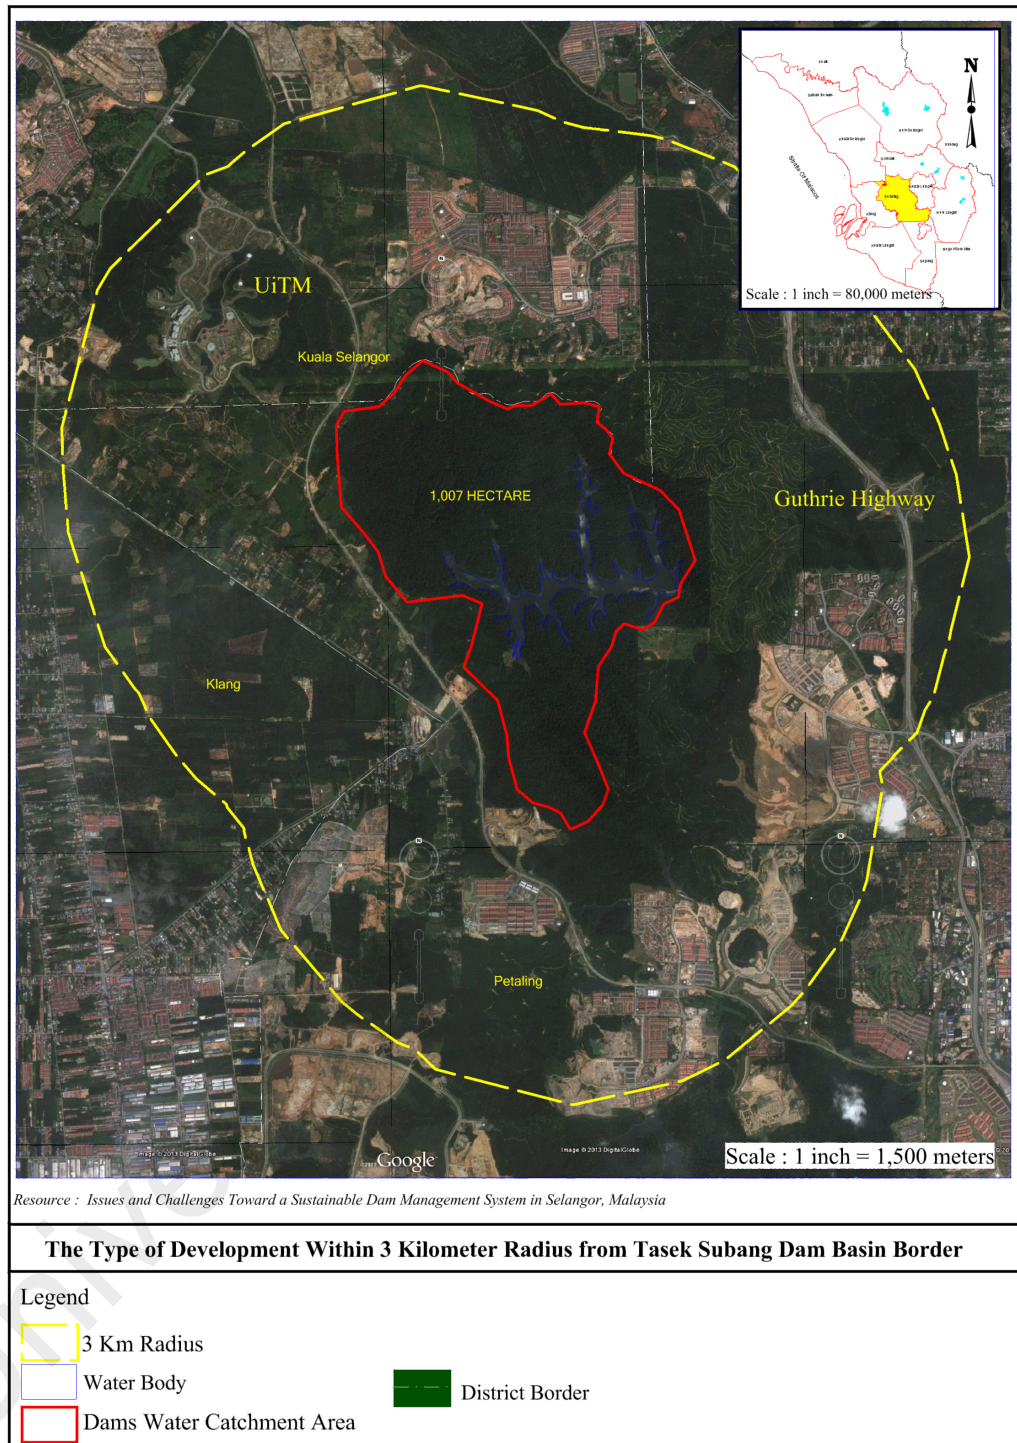 N
Straits Of Malacca
Scale : 1 inch = 80,000 meters
UiTM
Kuala Selangor
1,007 HECTARE
Guthrie Highway
Klang
Petaling
N
N
N
Image © 2013 DigitalGlobe
Google
Image © 2013 DigitalGlobe
Scale : 1 inch = 1,500 meters
Resource : Issues and Challenges Toward a Sustainable Dam Management System in Selangor, Malaysia
The Type of Development Within 3 Kilometer Radius from Tasek Subang Dam Basin Border
Legend
3 Km Radius
Water Body
District Border
Dams Water Catchment Area